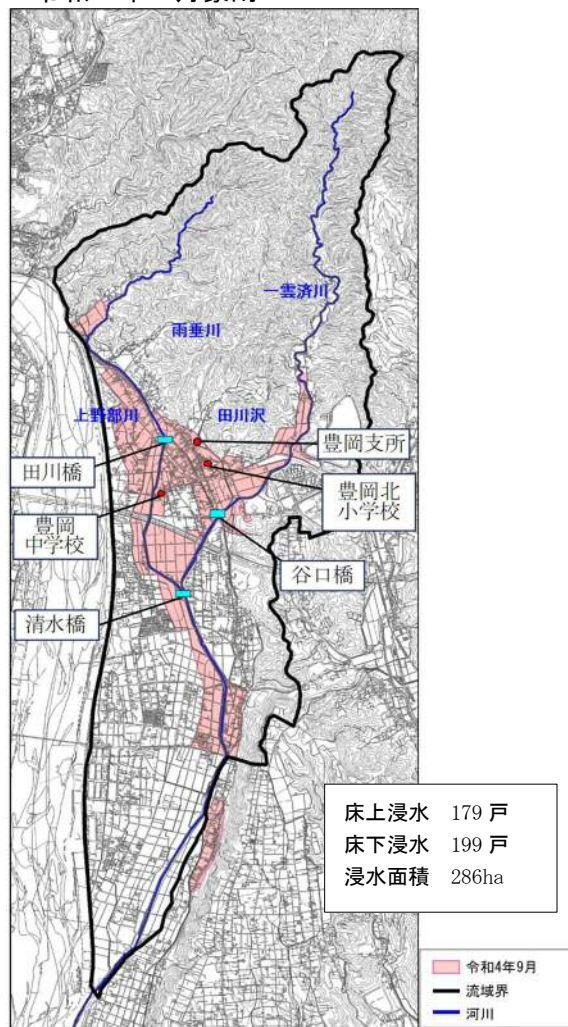 一雲済川
雨垂川
上野部川
田川沢
田川橋
豊岡支所
豊岡北
小学校
豊岡
中学校
谷口橋
清水橋
床上浸水 179 戸
床下浸水 199 戸
浸水面積 286ha
令和4年9月
流域界
河川